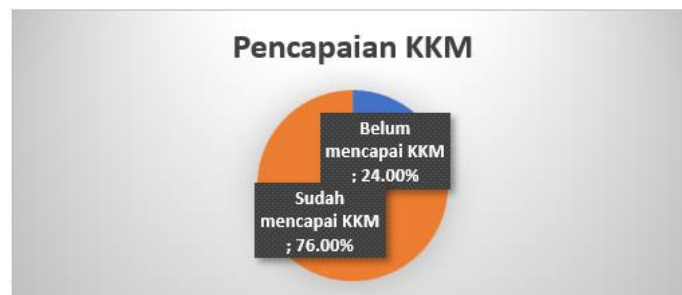 Pencapaian KKM
Belum
mencapai KKM
; 24.00%
Sudah
mencapai KKM
; 76.00%